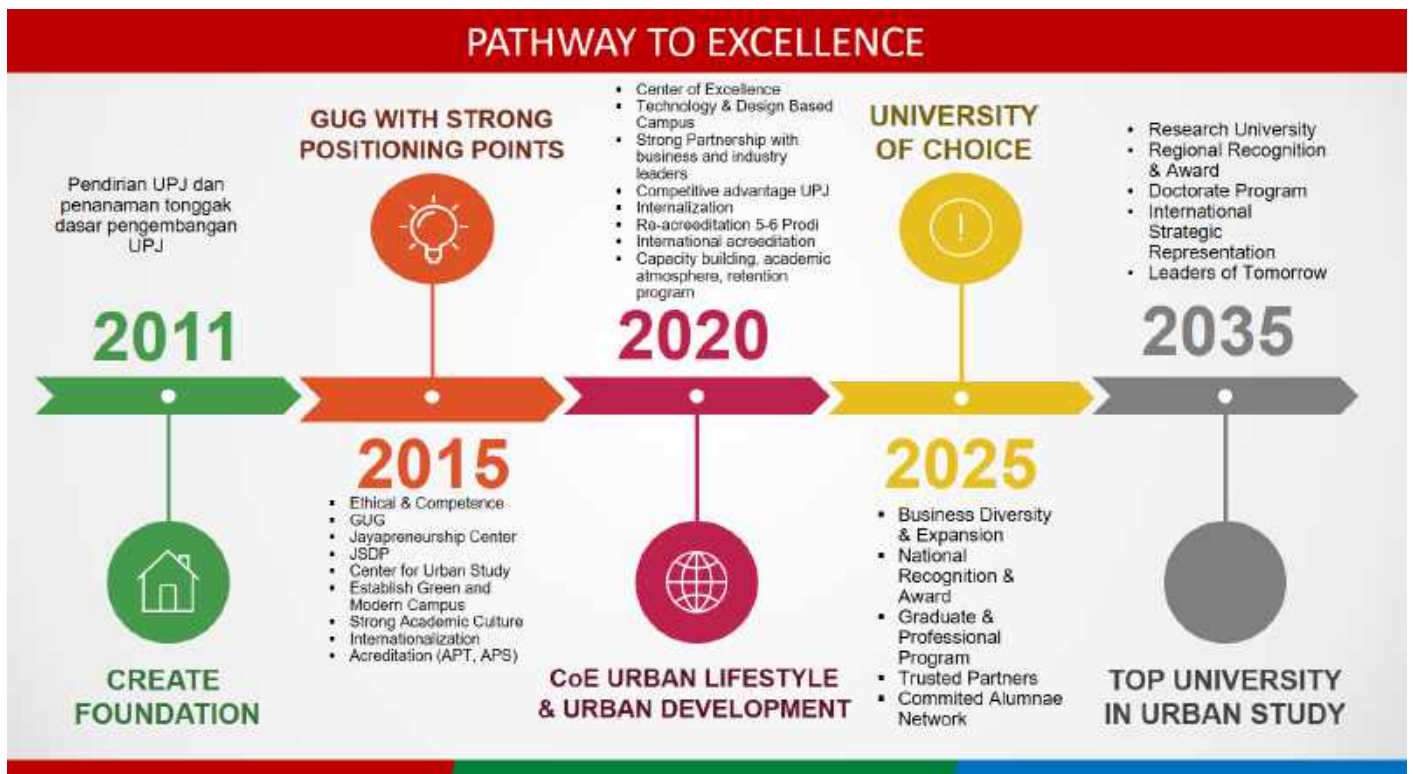 PATHWAY TO EXCELLENCE
Pendirian UPJ dan
penanaman tonggak
dasar pengembangan
UPJ
2011
CREATE
FOUNDATION
GUG WITH STRONG
POSITIONING POINTS
2015
▪ Ethical & Competence
▪ GUG
▪ Jayapreneurship Center
▪ JSDP
▪ Center for Urban Study
▪ Establish Green and
Modern Campus
▪ Strong Academic Culture
▪ Internationalization
▪ Acreditation (APT, APS)
▪ Center of Excellence
▪ Technology & Design Based
Campus
▪ Strong Partnership with
business and industry
leaders
▪ Competitive advantage UPJ
▪ Internalization
▪ Re-acreeditation 5-6 Prodi
▪ International acreeditation
▪ Capacity building, academic
atmosphere, retention
program
2020
CoE URBAN LIFESTYLE
& URBAN DEVELOPMENT
UNIVERSITY
OF CHOICE
2025
▪ Business Diversity
& Expansion
▪ National
Recognition &
Award
▪ Graduate &
Professional
Program
▪ Trusted Partners
▪ Commited Alumnae
Network
• Research University
• Regional Recognition
& Award
• Doctorate Program
• International
Strategic
Representation
• Leaders of Tomorrow
2035
TOP UNIVERSITY
IN URBAN STUDY